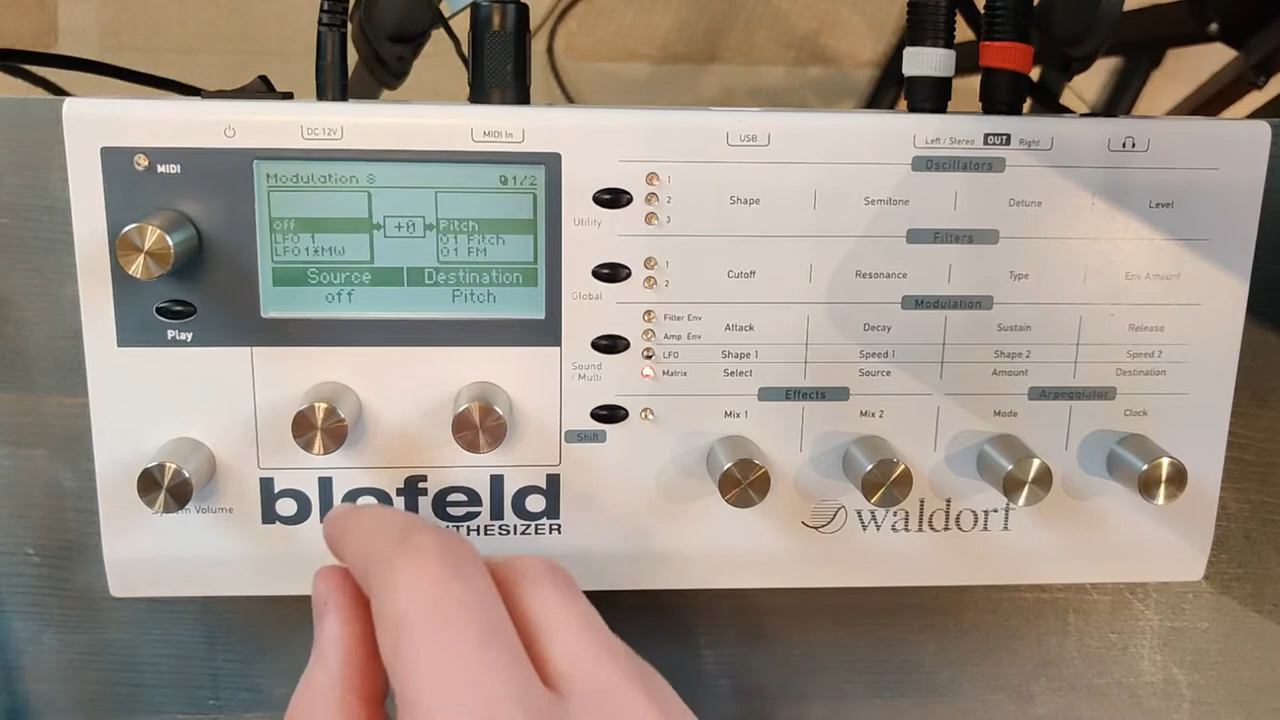 DC 12V
MIDI In
USB
Left / Stereo OUT Right
MIDI
Modulation
1/2
off
LFO 1
LFO1*MW
+0
Pitch
O1 Pitch
O1 FM
Source
Destination
off
Pitch
Play
Volume
blofeld
Oscillators
1
2
3
Utility
Shape
Semitone
Detune
Level
Filters
1
2
Global
Cutoff
Resonance
Type
Env Amount
Modulation
Filter Env
Attack
Decay
Sustain
Release
Amp Env
LFO
Shape 1
Speed 1
Shape 2
Speed 2
Sound
/ Multi
Matrix
Select
Source
Amount
Destination
Effects
Arpeggiator
Shift
Mix 1
Mix 2
Mode
Clock
waldorf